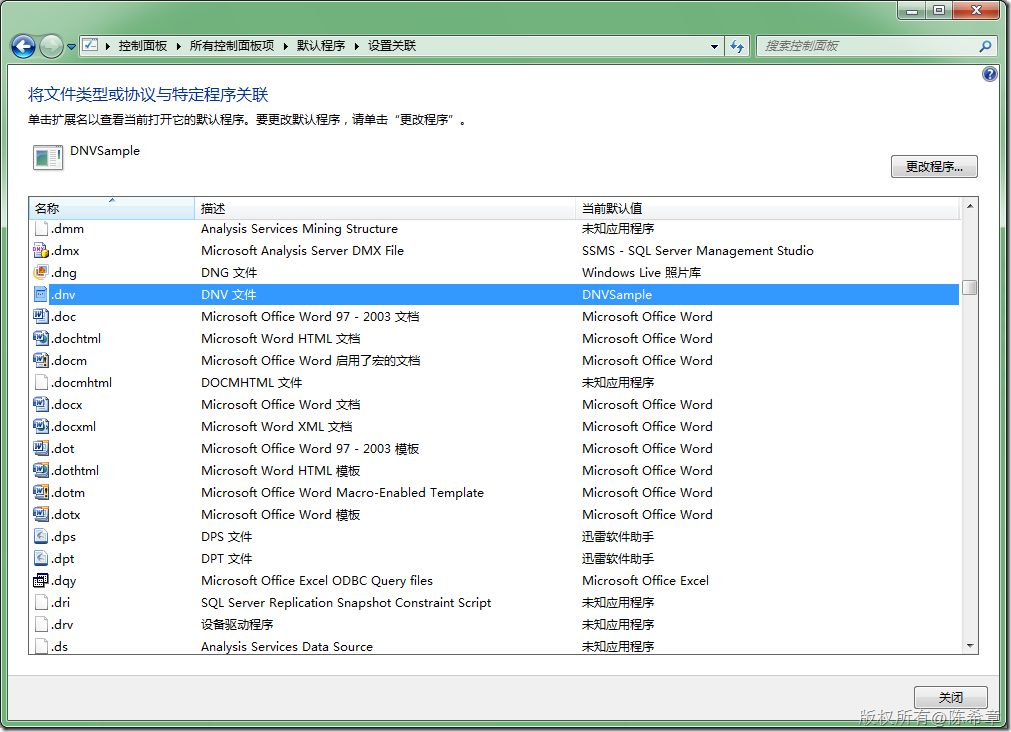 控制面板 所有控制面板项 默认程序 设置关联 搜索控制面板
将文件类型或协议与特定程序关联
单击扩展名以查看当前打开它的默认程序。要更改默认程序，请单击“更改程序”。
DNVSample
更改程序...
名称 描述 当前默认值
.dmm Analysis Services Mining Structure 未知应用程序
.dmx Microsoft Analysis Server DMX File SSMS - SQL Server Management Studio
.dng DNG 文件 Windows Live 照片库
.dnv DNV 文件 DNVSample
.doc Microsoft Office Word 97 - 2003 文档 Microsoft Office Word
.dochtml Microsoft Word HTML 文档 Microsoft Office Word
.docm Microsoft Office Word 启用了宏的文档 Microsoft Office Word
.docmhtml DOCMHTML 文件 未知应用程序
.docx Microsoft Office Word 文档 Microsoft Office Word
.docxml Microsoft Word XML 文档 Microsoft Office Word
.dot Microsoft Office Word 97 - 2003 模板 Microsoft Office Word
.dothtml Microsoft Word HTML 模板 Microsoft Office Word
.dotm Microsoft Office Word Macro-Enabled Template Microsoft Office Word
.dotx Microsoft Office Word 模板 Microsoft Office Word
.dps DPS 文件 迅雷软件助手
.dpt DPT 文件 迅雷软件助手
.dqy Microsoft Office Excel ODBC Query files Microsoft Office Excel
.dri SQL Server Replication Snapshot Constraint Script 未知应用程序
.drv 设备驱动程序 未知应用程序
.ds Analysis Services Data Source 未知应用程序
关闭
版权所有@陈希章